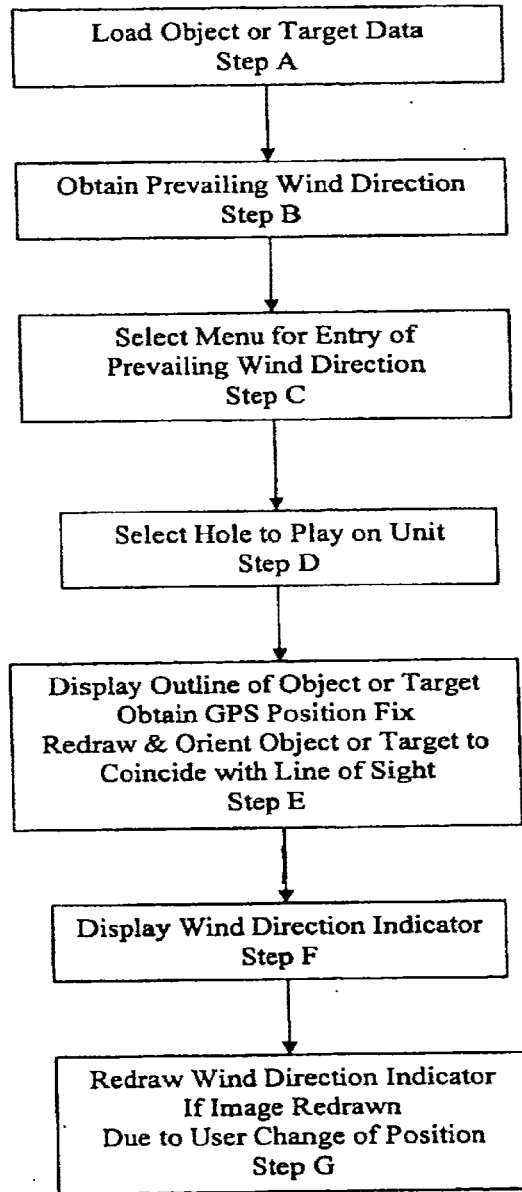 Load Object or Target Data
Step A
Obtain Prevailing Wind Direction
Step B
Select Menu for Entry of
Prevailing Wind Direction
Step C
Select Hole to Play on Unit
Step D
Display Outline of Object or Target
Obtain GPS Position Fix
Redraw & Orient Object or Target to
Coincide with Line of Sight
Step E
Display Wind Direction Indicator
Step F
Redraw Wind Direction Indicator
If Image Redrawn
Due to User Change of Position
Step G